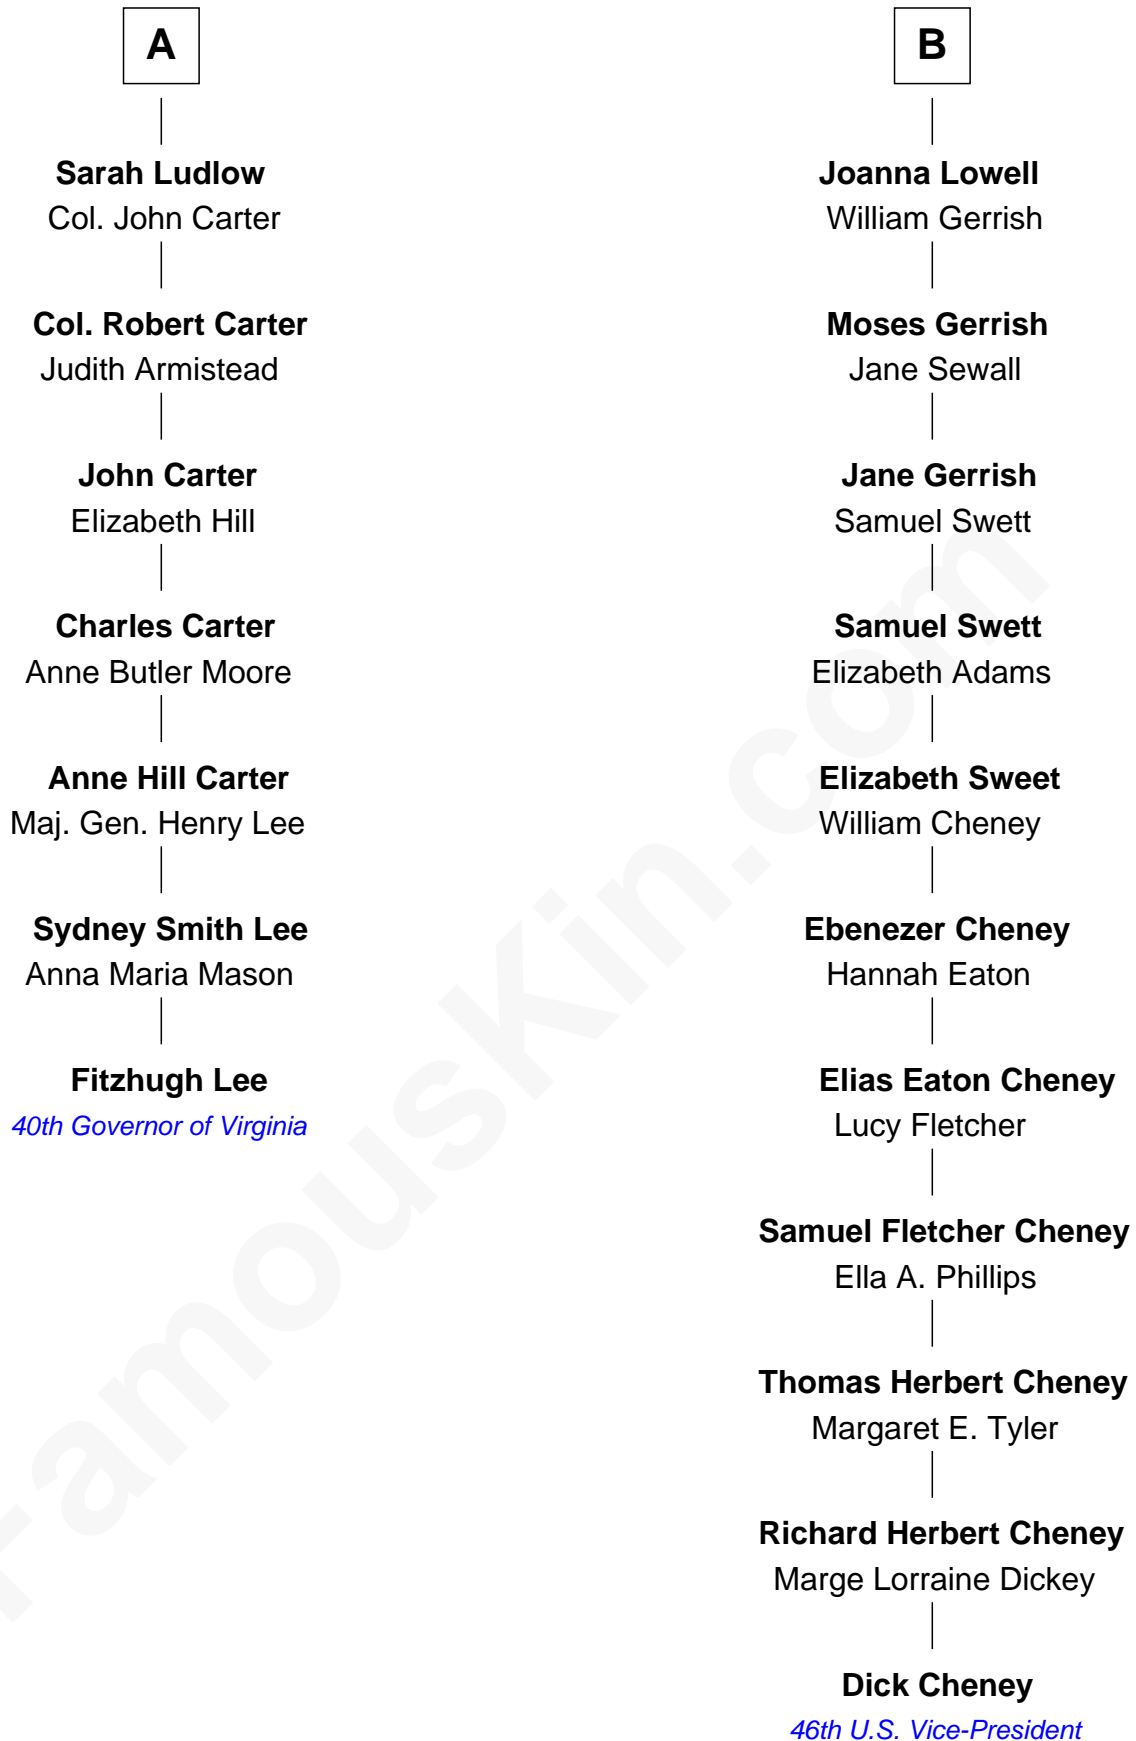 A
Sarah Ludlow
Col. John Carter
Col. Robert Carter
Judith Armistead
John Carter
Elizabeth Hill
Charles Carter
Anne Butler Moore
Anne Hill Carter
Maj. Gen. Henry Lee
Sydney Smith Lee
Anna Maria Mason
Fitzhugh Lee
40th Governor of Virginia
B
Joanna Lowell
William Gerrish
Moses Gerrish
Jane Sewall
Jane Gerrish
Samuel Swett
Samuel Swett
Elizabeth Adams
Elizabeth Sweet
William Cheney
Ebenezer Cheney
Hannah Eaton
Elias Eaton Cheney
Lucy Fletcher
Samuel Fletcher Cheney
Ella A. Phillips
Thomas Herbert Cheney
Margaret E. Tyler
Richard Herbert Cheney
Marge Lorraine Dickey
Dick Cheney
46th U.S. Vice-President
FamousKin.com